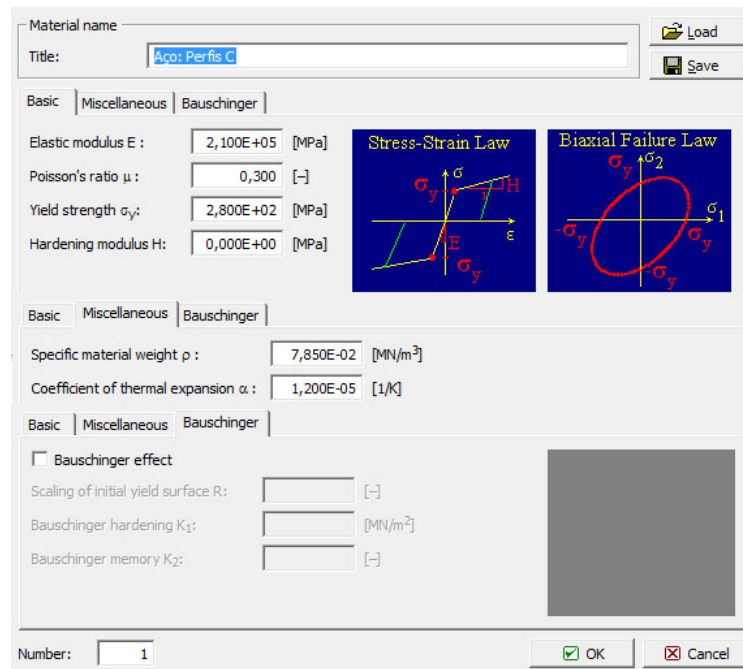 Material name
Load
Title: Aço: Perfis C
Save
Basic Miscellaneous Bauschinger
Elastic modulus E : 2,100E+05 [MPa]
Poisson's ratio μ : 0,300 [–]
Yield strength σy: 2,800E+02 [MPa]
Hardening modulus H: 0,000E+00 [MPa]
Stress-Strain Law
σ
σy
H
1
ε
E
σy
Biaxial Failure Law
σy σ2
σ1
-σy
σy
-σy
Basic Miscellaneous Bauschinger
Specific material weight ρ : 7,850E-02 [MN/m³]
Coefficient of thermal expansion α : 1,200E-05 [1/K]
Basic Miscellaneous Bauschinger
Bauschinger effect
Scaling of initial yield surface R: [–]
Bauschinger hardening K₁: [MN/m²]
Bauschinger memory K₂: [–]
Number: 1
OK Cancel